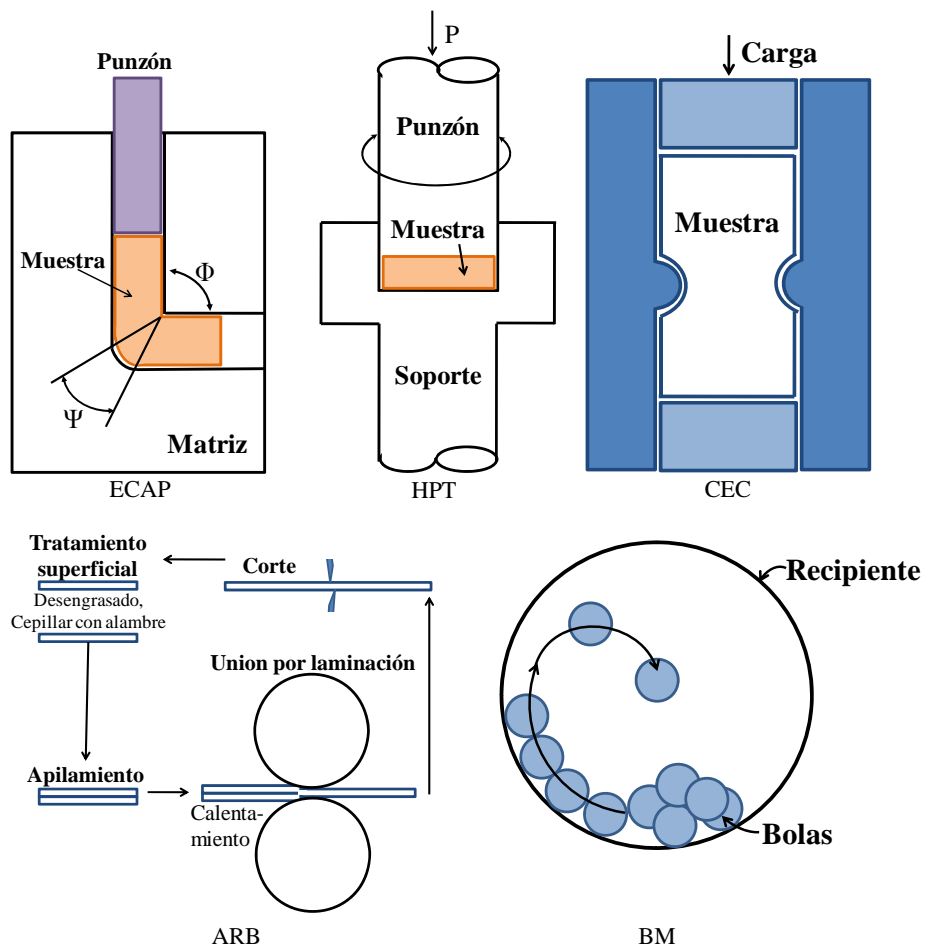 Punzón
Muestra
Φ
Ψ
Matriz
ECAP
P
Punzón
Muestra
Soporte
HPT
Carga
Muestra
CEC
Tratamiento
superficial
Desengrasado,
Cepillar con alambre
Corte
Union por laminación
Apilamiento
Calenta-
miento
ARB
Recipiente
Bolas
BM